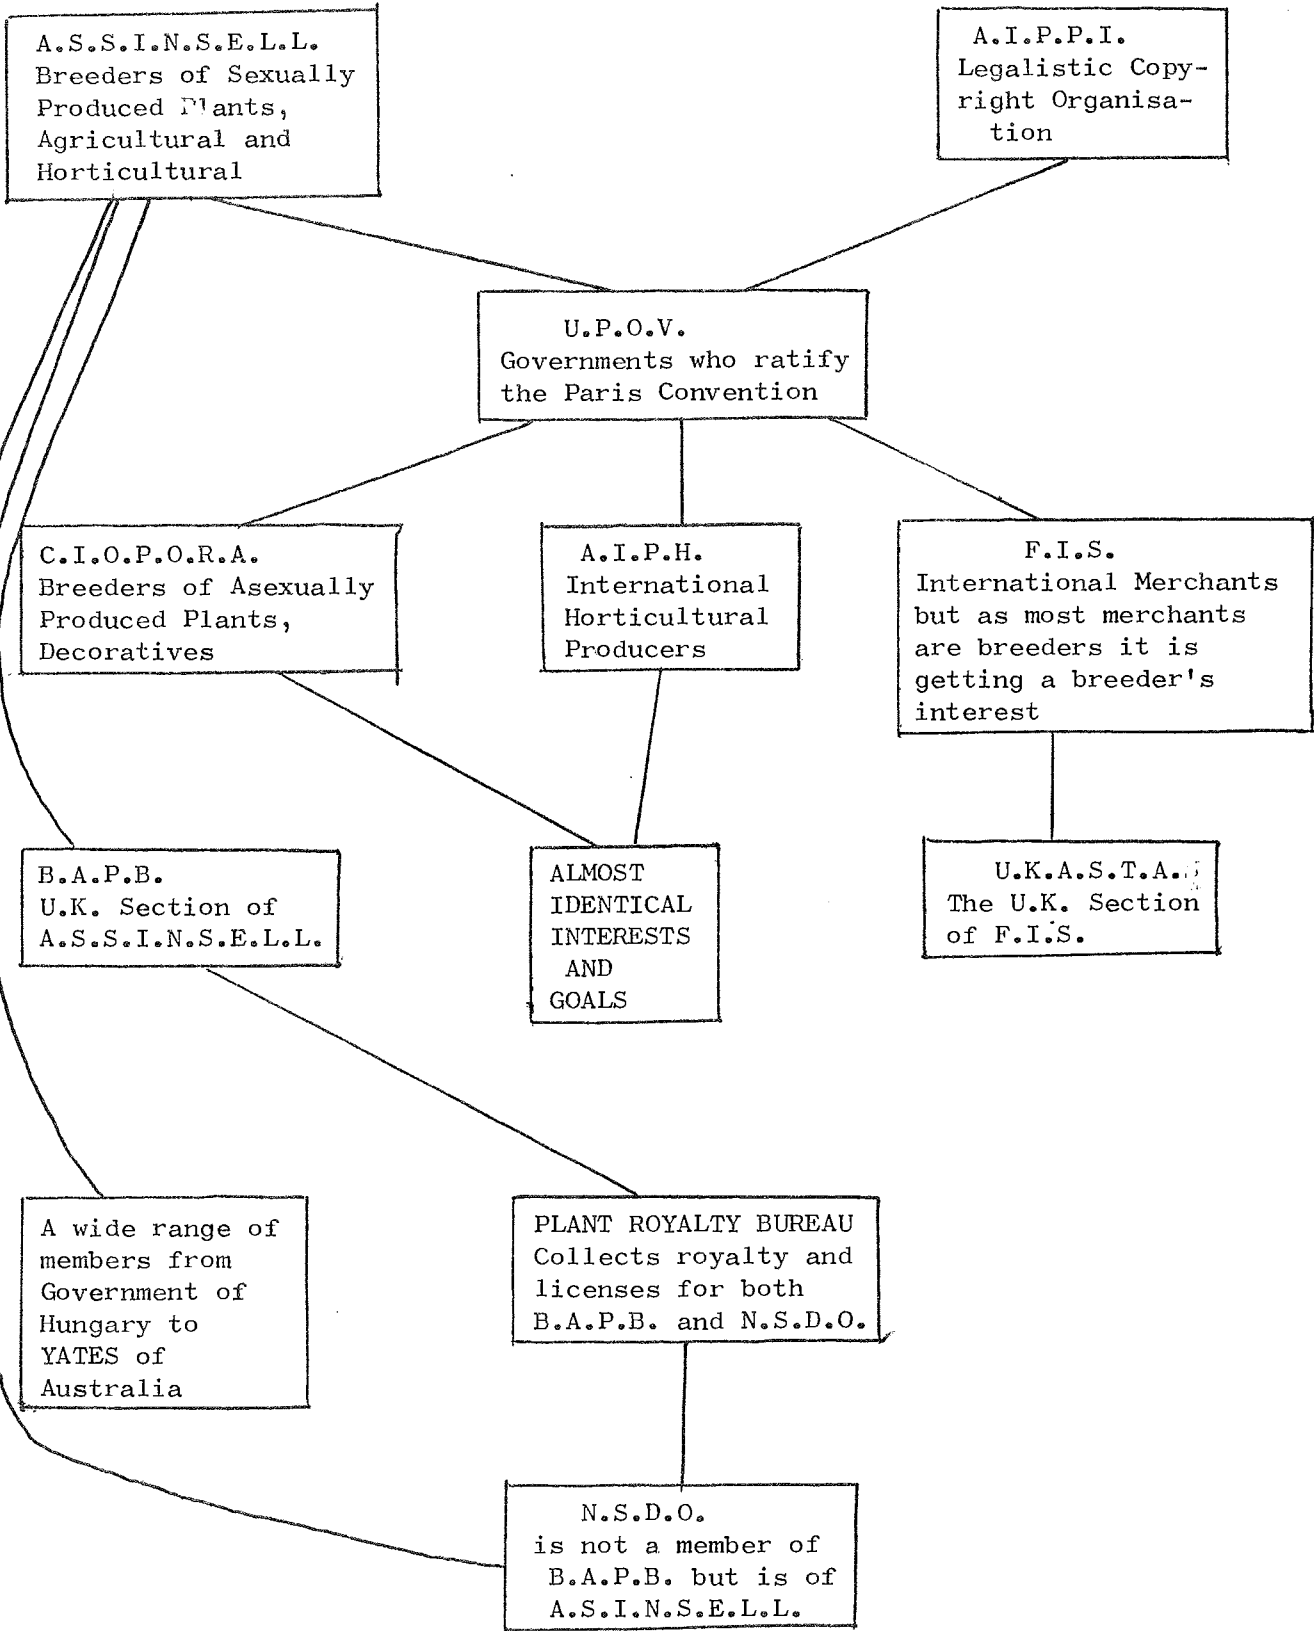 A.S.S.I.N.S.E.L.L.
Breeders of Sexually
Produced Plants,
Agricultural and
Horticultural
A.I.P.P.I.
Legalistic Copy-
right Organisa-
tion
U.P.O.V.
Governments who ratify
the Paris Convention
C.I.O.P.O.R.A.
Breeders of Asexually
Produced Plants,
Decoratives
A.I.P.H.
International
Horticultural
Producers
F.I.S.
International Merchants
but as most merchants
are breeders it is
getting a breeder's
interest
B.A.P.B.
U.K. Section of
A.S.S.I.N.S.E.L.L.
ALMOST
IDENTICAL
INTERESTS
AND
GOALS
U.K.A.S.T.A.
The U.K. Section
of F.I.S.
A wide range of
members from
Government of
Hungary to
YATES of
Australia
PLANT ROYALTY BUREAU
Collects royalty and
licenses for both
B.A.P.B. and N.S.D.O.
N.S.D.O.
is not a member of
B.A.P.B. but is of
A.S.I.N.S.E.L.L.